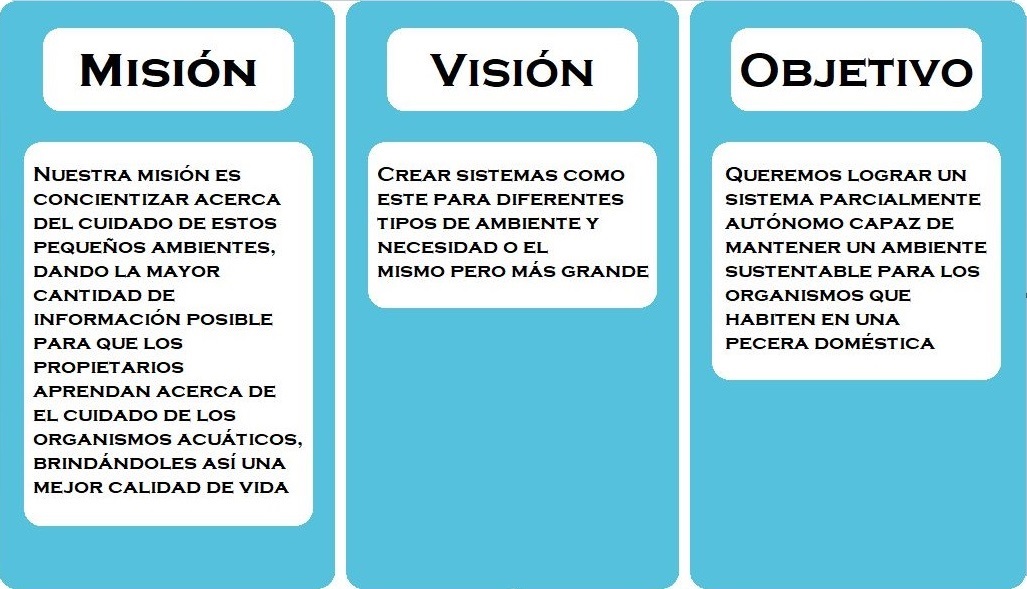 Misión
Nuestra misión es
concientizar acerca
del cuidado de estos
pequeños ambientes,
dando la mayor
cantidad de
información posible
para que los
propietarios
aprendan acerca de
el cuidado de los
organismos acuáticos,
brindándoles así una
mejor calidad de vida
Visión
Crear sistemas como
este para diferentes
tipos de ambiente y
necesidad o el
mismo pero más grande
Objetivo
Queremos lograr un
sistema parcialmente
autónomo capaz de
mantener un ambiente
sustentable para los
organismos que
habiten en una
pecera doméstica